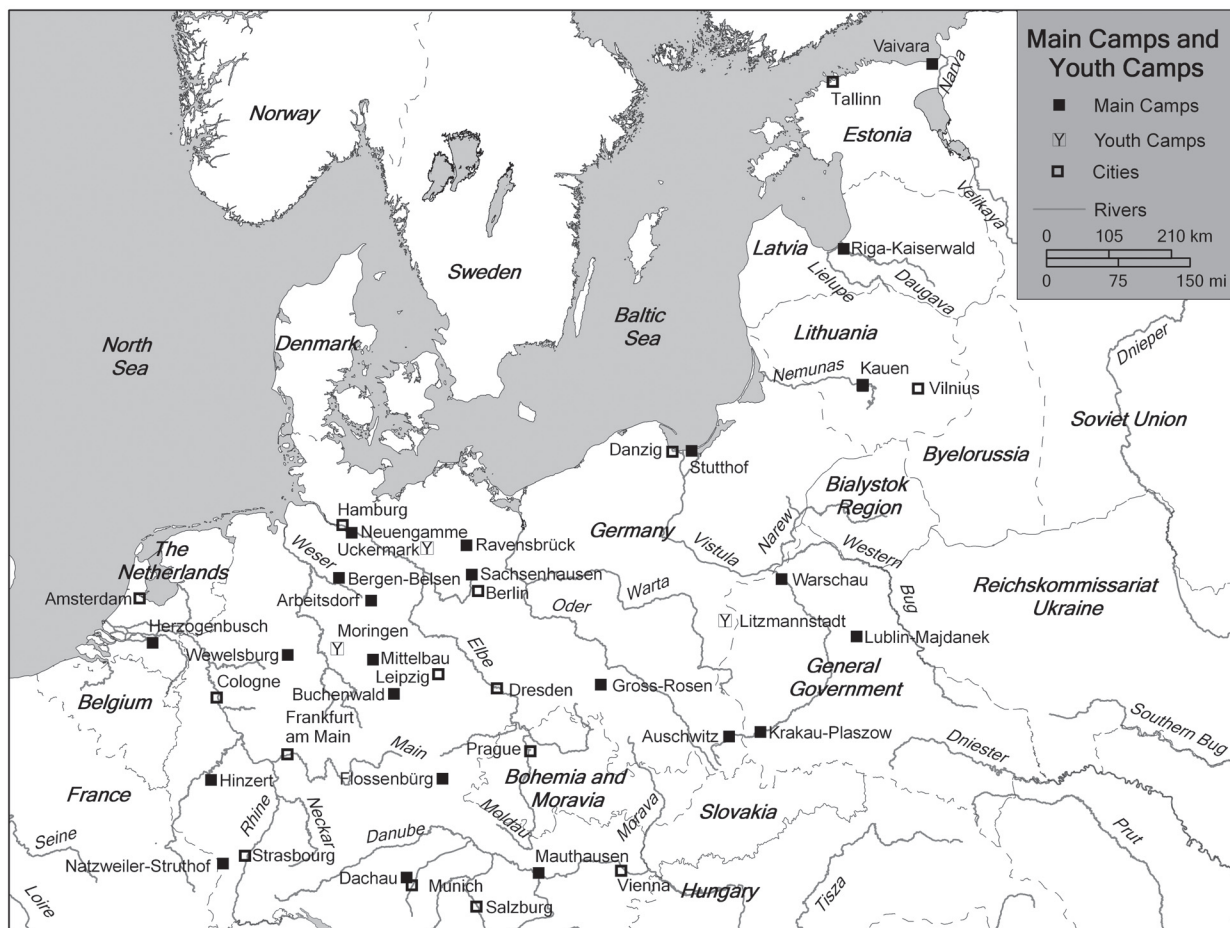 Main Camps and
Youth Camps
Main Camps
Y Youth Camps
Cities
Rivers
0 105 210 km
0 75 150 mi
Vaivara
Narva
Tallinn
Norway
Estonia
Velikaya
Latvia
Riga-Kaiserwald
Sweden
Lielupe
Daugava
Baltic
Sea
North
Sea
Denmark
Lithuania
Dnieper
Nemunas
Kauen
Vilnius
Soviet Union
Danzig
Stutthof
Byelorussia
Bialystok
Region
Hamburg
Neuengamme
Uckermark Y
Ravensbrück
Germany
Vistula
Narew
Western
Bug
The
Netherlands
Weser
Bergen-Belsen
Sachsenhausen
Berlin
Warta
Warschau
Reichskommissariat
Ukraine
Amsterdam
Arbeitsdorf
Oder
Herzogenbusch
Moringen
Y
Elbe
Y Litzmannstadt
Lublin-Majdanek
Wewelsburg
Mittelbau
Leipzig
Cologne
Buchenwald
Dresden
Gross-Rosen
General
Government
Belgium
Frankfurt
am Main
Main
Prague
Auschwitz
Krakau-Plaszow
Southern Bug
Dniester
Hinzert
Flossenbürg
Bohemia and
Moravia
France
Rhine
Neckar
Moldau
Morava
Slovakia
Prut
Seine
Danube
Strasbourg
Natzweiler-Struthof
Mauthausen
Dachau
Munich
Vienna
Hungary
Tisza
Loire
Salzburg